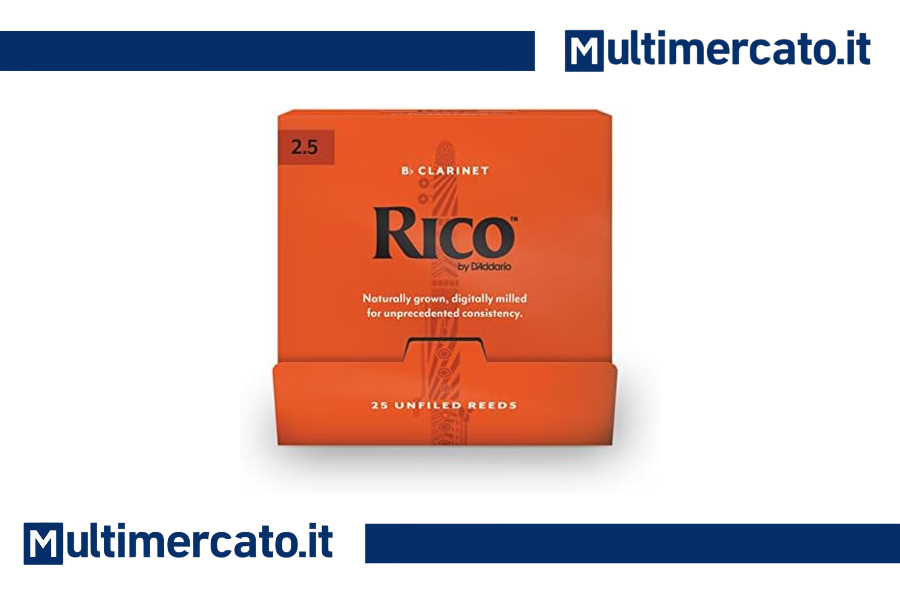 Multimercato.it
2.5
B♭ CLARINET
RICO™
by D'Addario
Naturally grown, digitally milled
for unprecedented consistency.
25 UNFILED REEDS
Multimercato.it